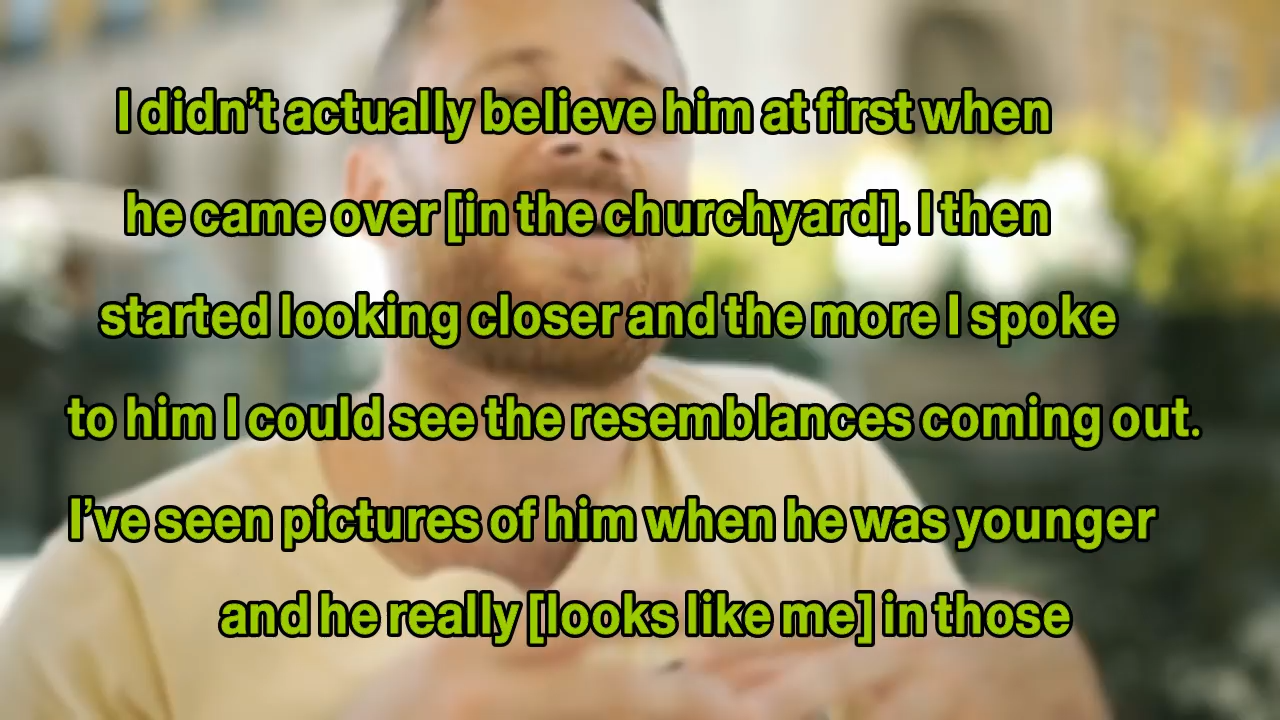 I didn’t actually believe him at first when
he came over [in the churchyard]. I then
started looking closer and the more I spoke
to him I could see the resemblances coming out.
I’ve seen pictures of him when he was younger
and he really [looks like me] in those